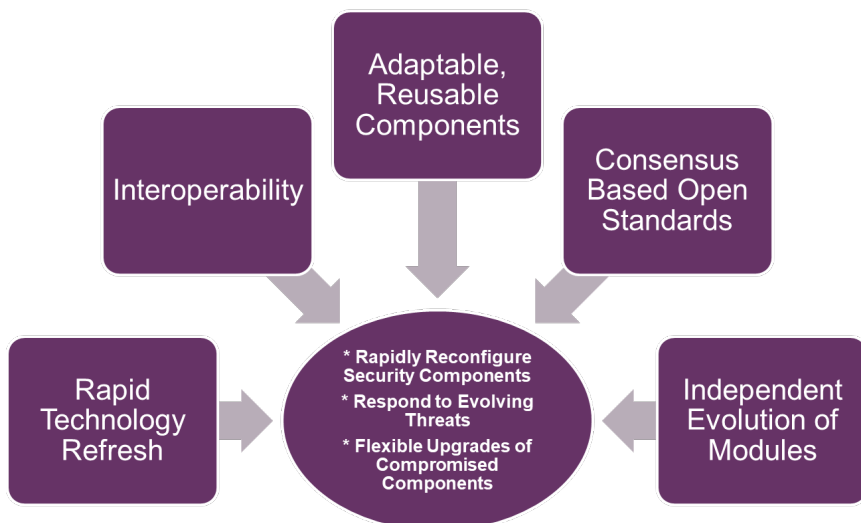 Adaptable,
Reusable
Components
Interoperability
Consensus
Based Open
Standards
Rapid
Technology
Refresh
* Rapidly Reconfigure
Security Components
* Respond to Evolving
Threats
* Flexible Upgrades of
Compromised
Components
Independent
Evolution of
Modules